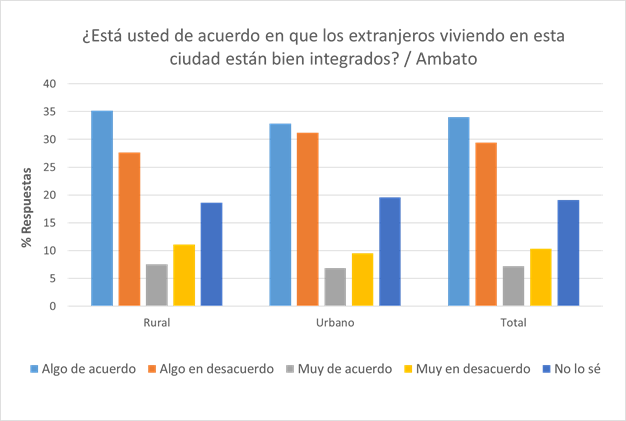 ¿Está usted de acuerdo en que los extranjeros viviendo en esta
ciudad están bien integrados? / Ambato
40
35
30
25
20
15
10
5
0
% Respuestas
Rural Urbano Total
Algo de acuerdo Algo en desacuerdo Muy de acuerdo Muy en desacuerdo No lo sé